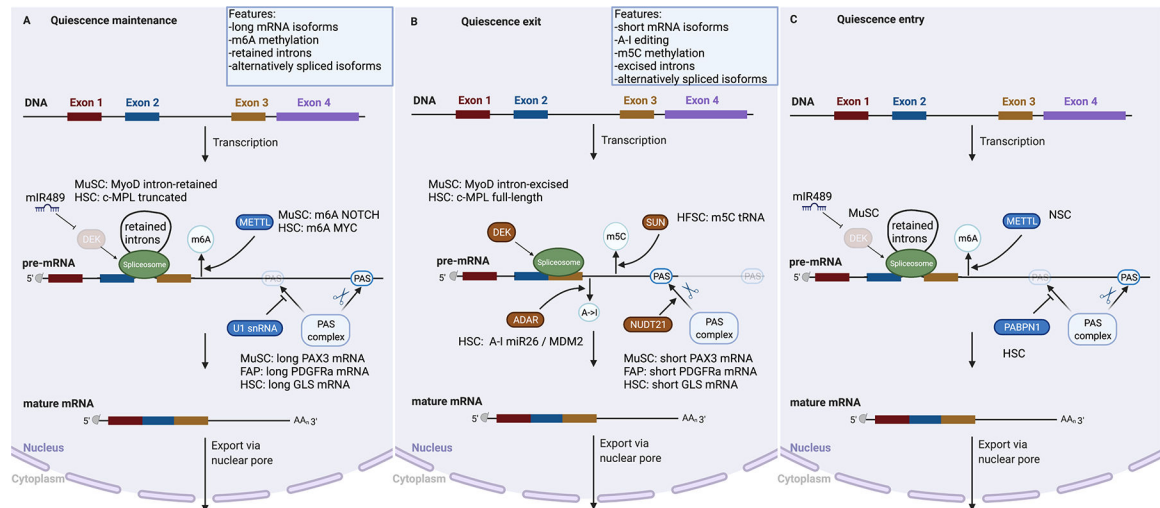 A Quiescence maintenance
Features:
-long mRNA isoforms
-m6A methylation
-retained introns
-alternatively spliced isoforms
DNA
Exon 1
Exon 2
Exon 3
Exon 4
Transcription
MuSC: MyoD intron-retained
HSC: c-MPL truncated
mIR489
DEK
retained
introns
m6A
METTL
MuSC: m6A NOTCH
HSC: m6A MYC
Spliceosome
pre-mRNA
5'
PAS
PAS
U1 snRNA
PAS
complex
MuSC: long PAX3 mRNA
FAP: long PDGFRa mRNA
HSC: long GLS mRNA
mature mRNA
5'
AAn 3'
Nucleus
Export via
nuclear pore
Cytoplasm
B Quiescence exit
Features:
-short mRNA isoforms
-A-I editing
-m5C methylation
-excised introns
-alternatively spliced isoforms
DNA
Exon 1
Exon 2
Exon 3
Exon 4
Transcription
MuSC: MyoD intron-excised
HSC: c-MPL full-length
DEK
m5C
SUN
HFSC: m5C tRNA
Spliceosome
pre-mRNA
5'
PAS
PAS
ADAR
A->I
NUDT21
PAS
complex
HSC: A-I miR26 / MDM2
MuSC: short PAX3 mRNA
FAP: short PDGFRa mRNA
HSC: short GLS mRNA
mature mRNA
5'
AAn 3'
Nucleus
Export via
nuclear pore
Cytoplasm
C Quiescence entry
DNA
Exon 1
Exon 2
Exon 3
Exon 4
Transcription
mIR489
MuSC
DEK
retained
introns
m6A
METTL
NSC
Spliceosome
pre-mRNA
5'
PAS
PAS
PABPN1
PAS
complex
HSC
mature mRNA
5'
AAn 3'
Nucleus
Export via
nuclear pore
Cytoplasm